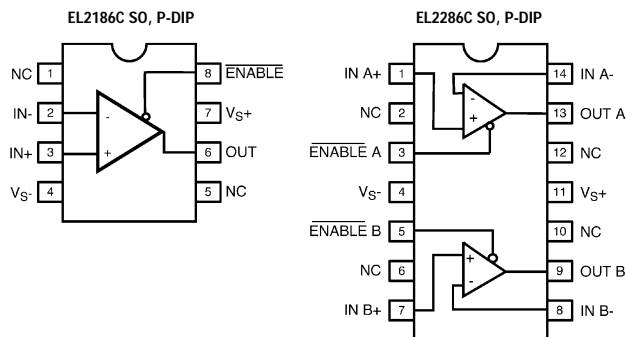 EL2186C SO, P-DIP
NC 1
8 ENABLE
IN- 2
-
7 VS+
IN+ 3
+
6 OUT
VS- 4
5 NC
EL2286C SO, P-DIP
IN A+ 1
14 IN A-
NC 2
-
+
13 OUT A
ENABLE A 3
12 NC
VS- 4
11 VS+
ENABLE B 5
10 NC
NC 6
+
-
9 OUT B
IN B+ 7
8 IN B-